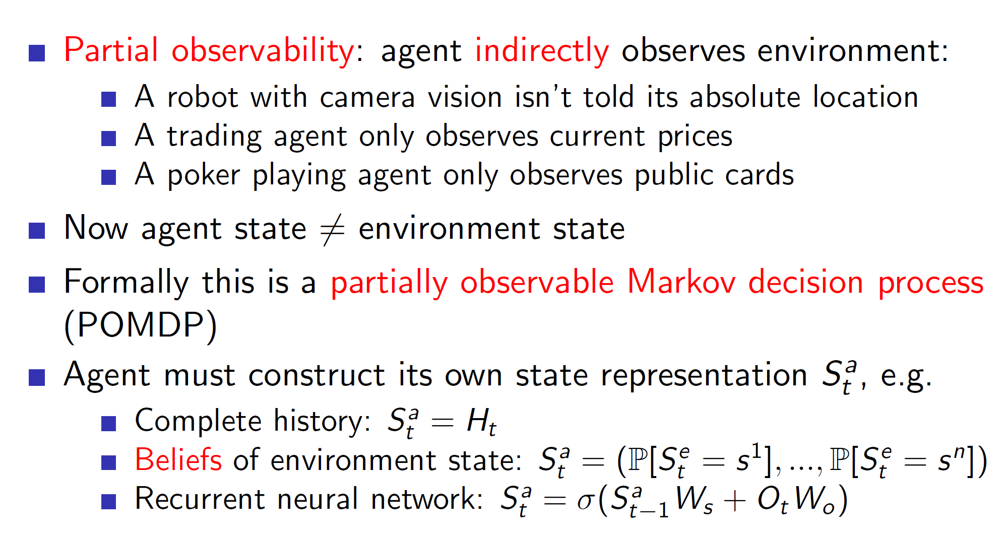 Partial observability: agent indirectly observes environment:
A robot with camera vision isn't told its absolute location
A trading agent only observes current prices
A poker playing agent only observes public cards
Now agent state ≠ environment state
Formally this is a partially observable Markov decision process
(POMDP)
Agent must construct its own state representation $S_t^a$, e.g.
Complete history: $S_t^a = H_t$
Beliefs of environment state: $S_t^a = (\mathbb{P}[S_t^e = s^1], ..., \mathbb{P}[S_t^e = s^n])$
Recurrent neural network: $S_t^a = \sigma(S_{t-1}^a W_s + O_t W_o)$